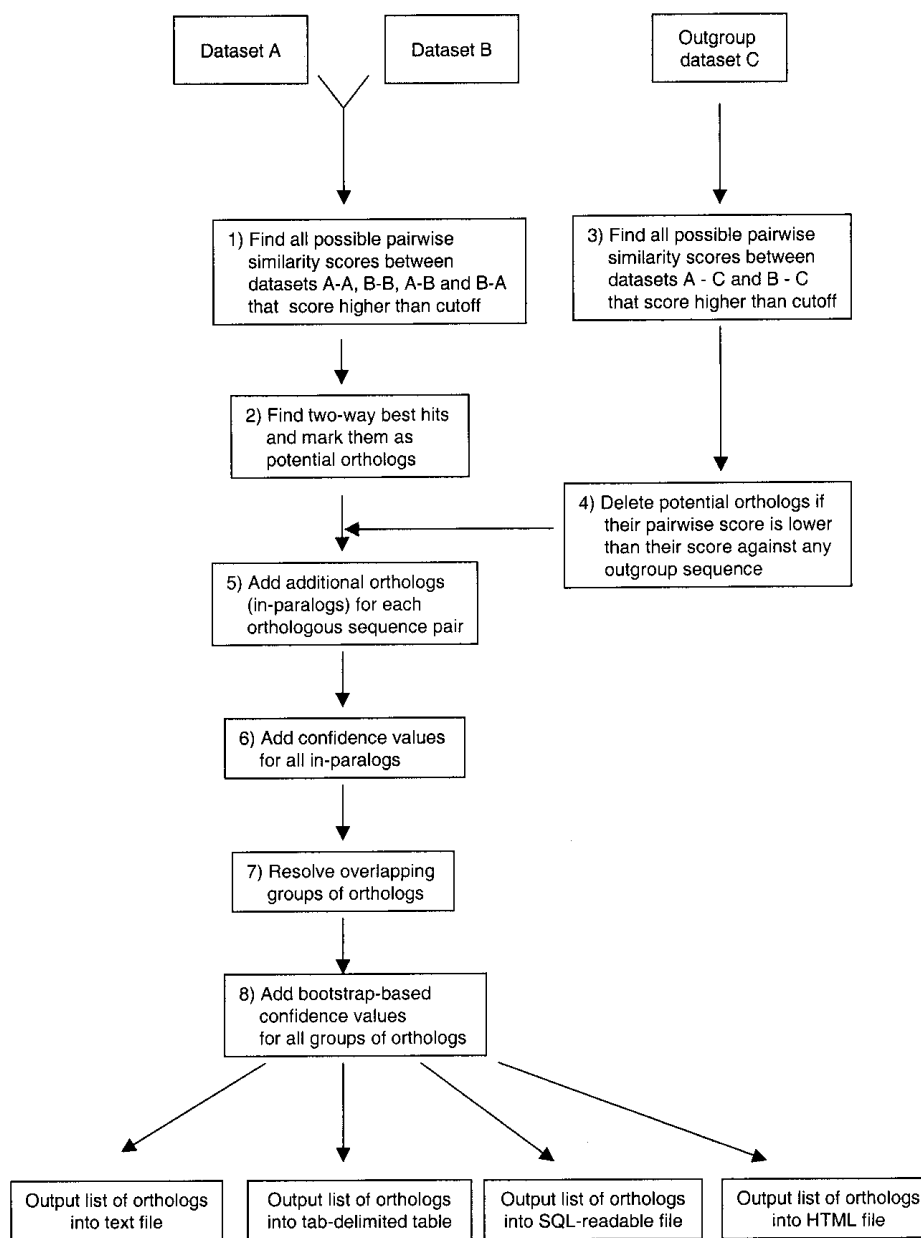 Dataset A
Dataset B
Outgroup
dataset C
1) Find all possible pairwise
similarity scores between
datasets A-A, B-B, A-B and B-A
that score higher than cutoff
3) Find all possible pairwise
similarity scores between
datasets A - C and B - C
that score higher than cutoff
2) Find two-way best hits
and mark them as
potential orthologs
4) Delete potential orthologs if
their pairwise score is lower
than their score against any
outgroup sequence
5) Add additional orthologs
(in-paralogs) for each
orthologous sequence pair
6) Add confidence values
for all in-paralogs
7) Resolve overlapping
groups of orthologs
8) Add bootstrap-based
confidence values
for all groups of orthologs
Output list of orthologs
into text file
Output list of orthologs
into tab-delimited table
Output list of orthologs
into SQL-readable file
Output list of orthologs
into HTML file